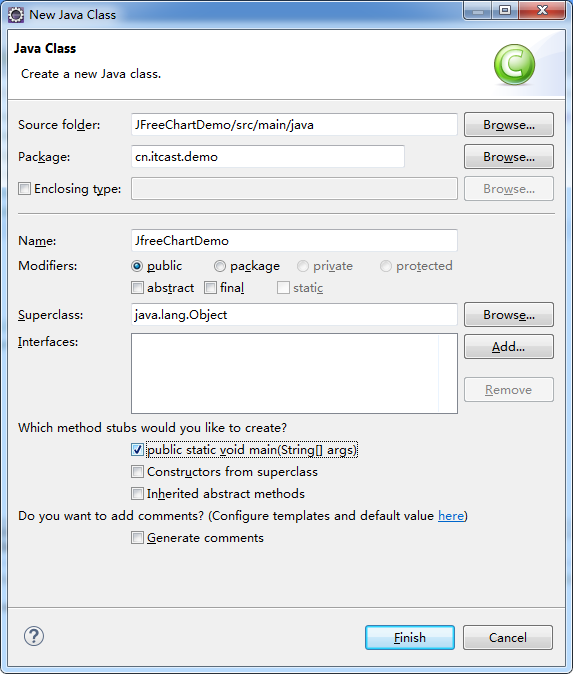 New Java Class
Java Class
Create a new Java class.
C
Source folder: JFreeChartDemo/src/main/java Browse...
Package: cn.itcast.demo Browse...
Enclosing type: Browse...
Name: JfreeChartDemo
Modifiers: public package private protected
abstract final static
Superclass: java.lang.Object Browse...
Interfaces: Add...
Remove
Which method stubs would you like to create?
public static void main(String[] args)
Constructors from superclass
Inherited abstract methods
Do you want to add comments? (Configure templates and default value here)
Generate comments
? Finish Cancel